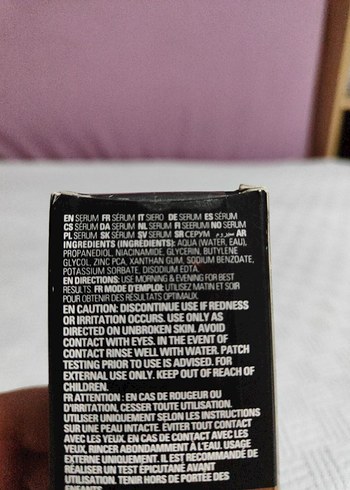 EN SERUM FR SÉRUM IT SIERO DE SERUM ES SÉRUM
CS SÉRUM DA SERUM NL SERUM FI SEERUMI NO SERUM
PL SERUM SK SÉRUM SV SERUM SR СЕРУМ سيروم AR
INGREDIENTS (INGRÉDIENTS): AQUA (WATER, EAU),
PROPANEDIOL, NIACINAMIDE, GLYCERIN, BUTYLENE
GLYCOL, ZINC PCA, XANTHAN GUM, SODIUM BENZOATE,
POTASSIUM SORBATE, DISODIUM EDTA.
EN DIRECTIONS: USE MORNING & EVENING FOR BEST
RESULTS. FR MODE D'EMPLOI: UTILISEZ MATIN ET SOIR
POUR OBTENIR DES RÉSULTATS OPTIMAUX.
EN CAUTION: DISCONTINUE USE IF REDNESS
OR IRRITATION OCCURS. USE ONLY AS
DIRECTED ON UNBROKEN SKIN. AVOID
CONTACT WITH EYES. IN THE EVENT OF
CONTACT RINSE WELL WITH WATER. PATCH
TESTING PRIOR TO USE IS ADVISED. FOR
EXTERNAL USE ONLY. KEEP OUT OF REACH OF
CHILDREN.
FR ATTENTION : EN CAS DE ROUGEUR OU
D'IRRITATION, CESSER TOUTE UTILISATION.
UTILISER UNIQUEMENT SELON LES INSTRUCTIONS
SUR UNE PEAU INTACTE. ÉVITER TOUT CONTACT
AVEC LES YEUX. EN CAS DE CONTACT AVEC LES
YEUX, RINCER ABONDAMMENT À L'EAU. USAGE
EXTERNE UNIQUEMENT. IL EST RECOMMANDÉ DE
RÉALISER UN TEST ÉPICUTANÉ AVANT
UTILISATION. TENIR HORS DE PORTÉE DES
ENFANTS.